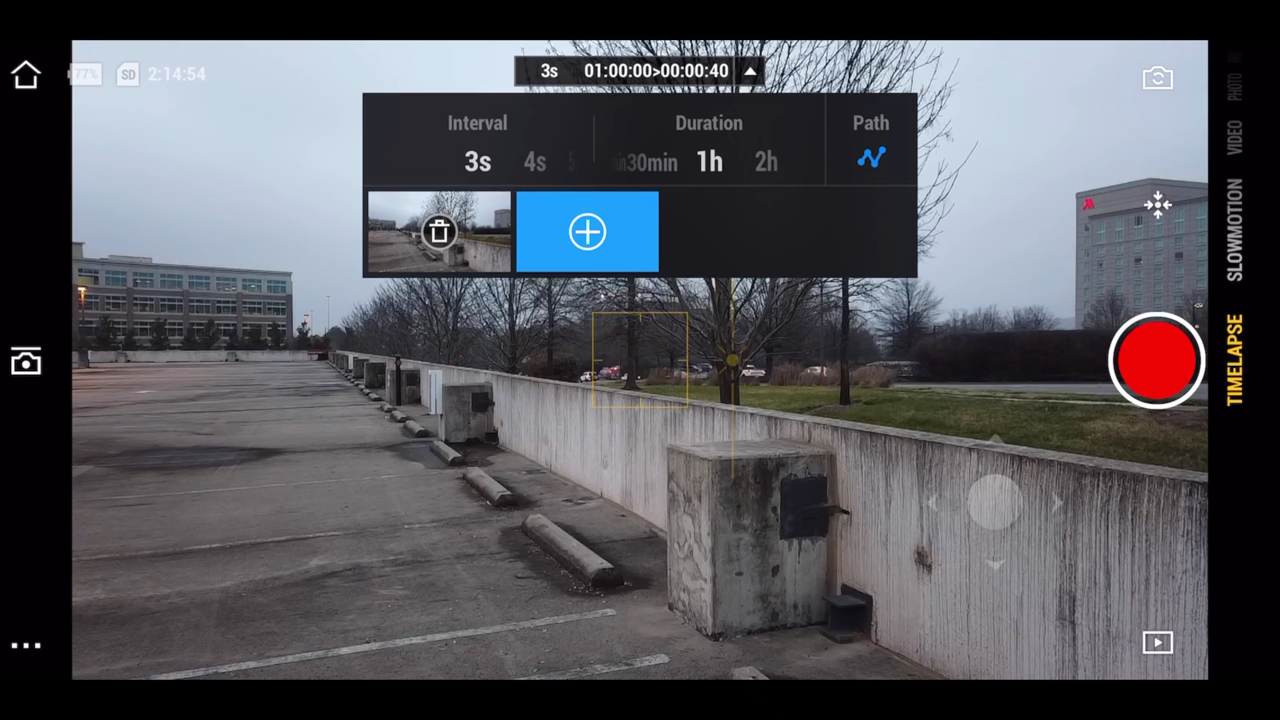 77% SD 2:14:54
3s 01:00:00>00:00:40
Interval Duration Path
3s 4s 30min 1h 2h
PHOTO
VIDEO
SLOWMOTION
TIMELAPSE